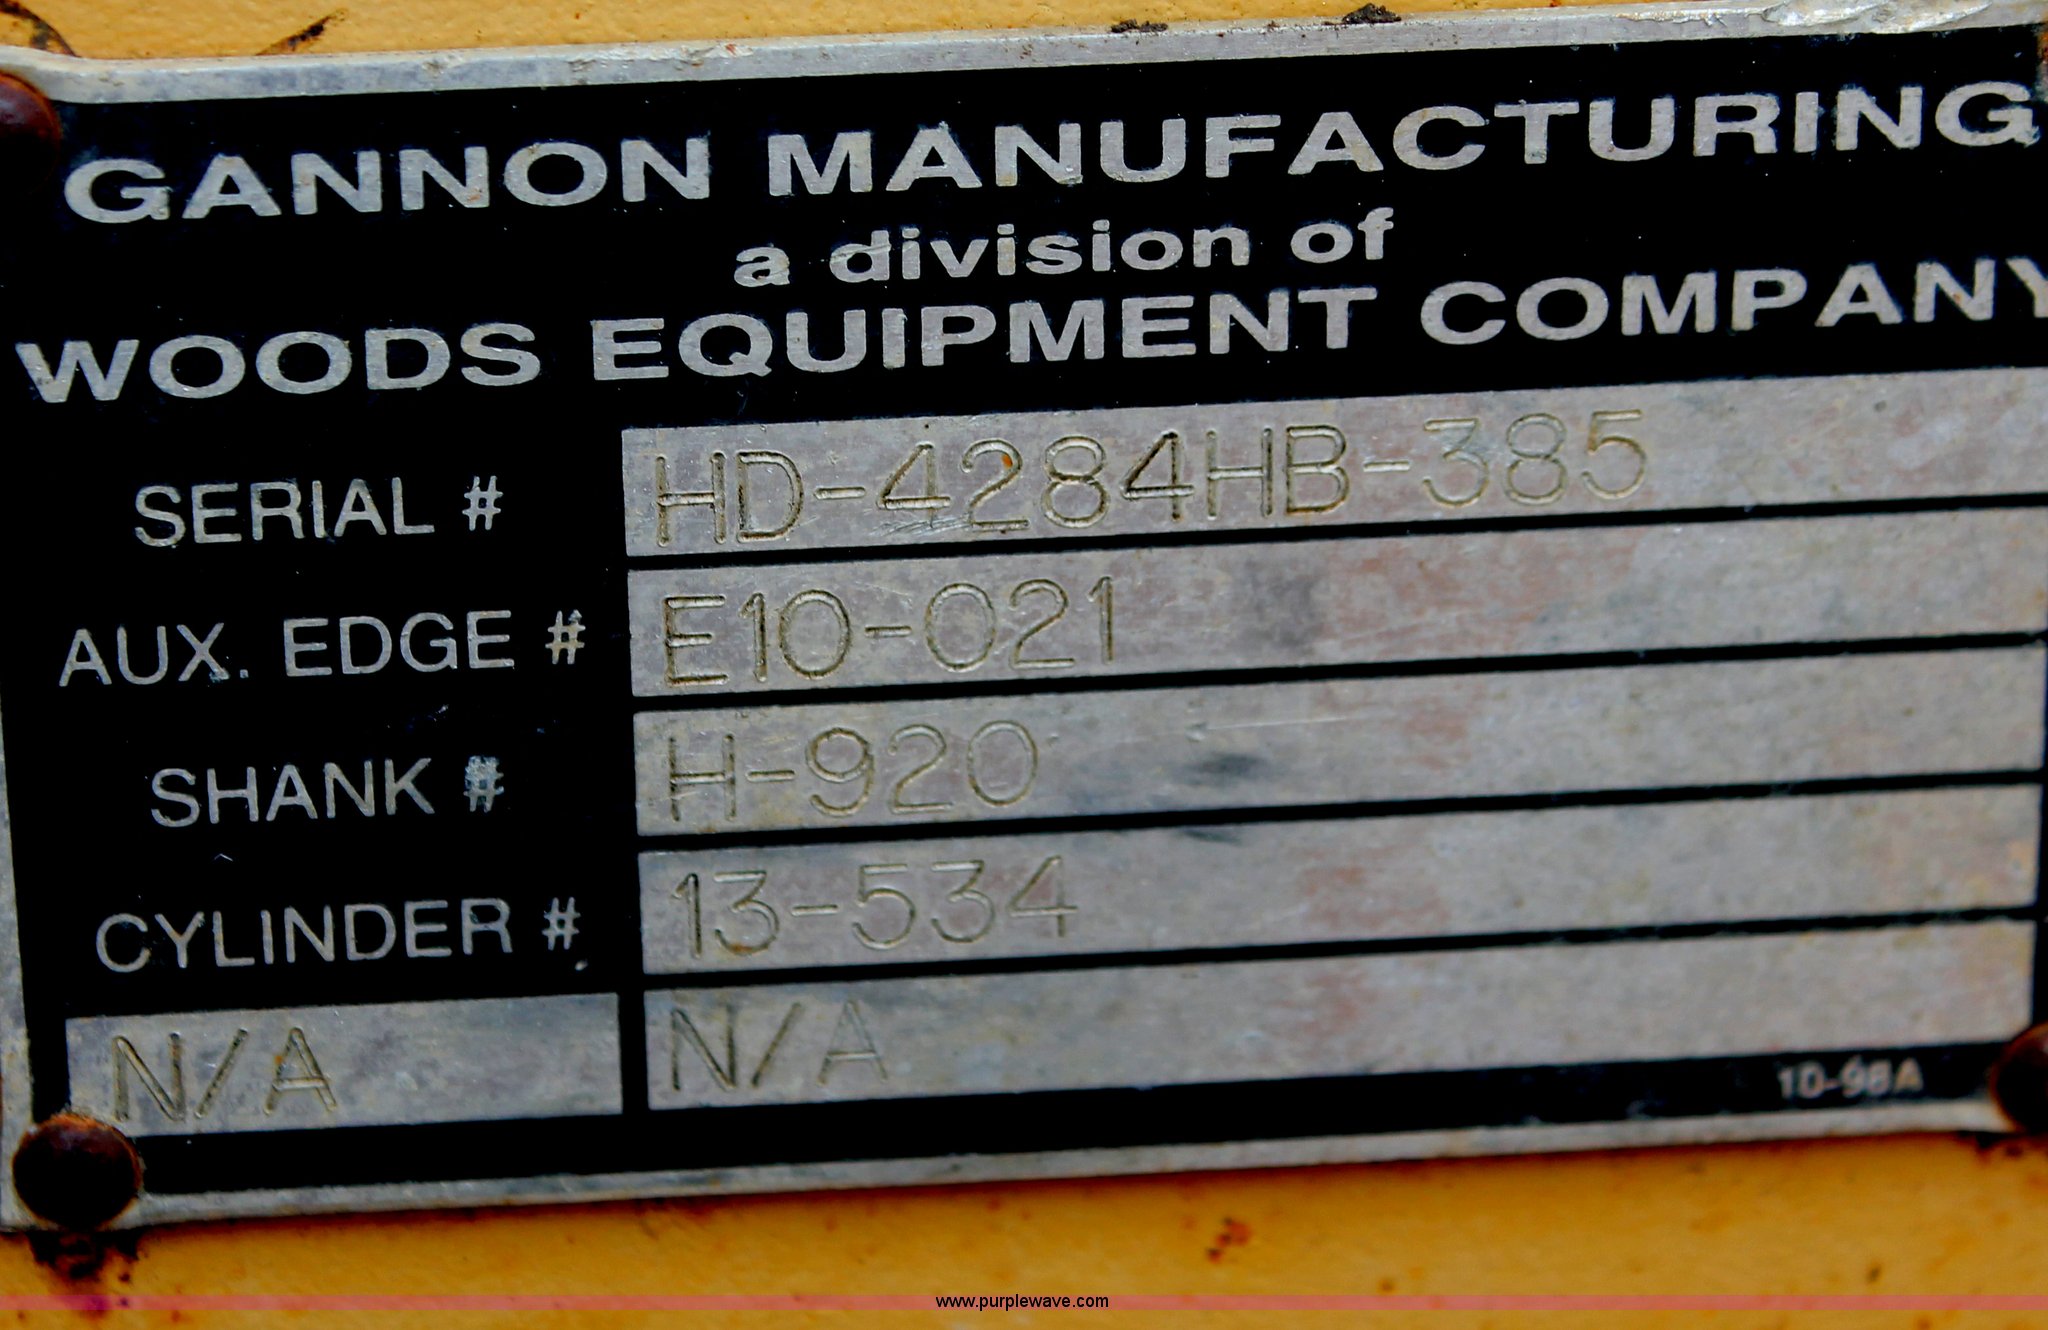 GANNON MANUFACTURING
a division of
WOODS EQUIPMENT COMPANY
SERIAL # HD-4284HB-385
AUX. EDGE # E10-021
SHANK # H-920
CYLINDER # 13-534
N/A N/A
10-98A
www.purplewave.com